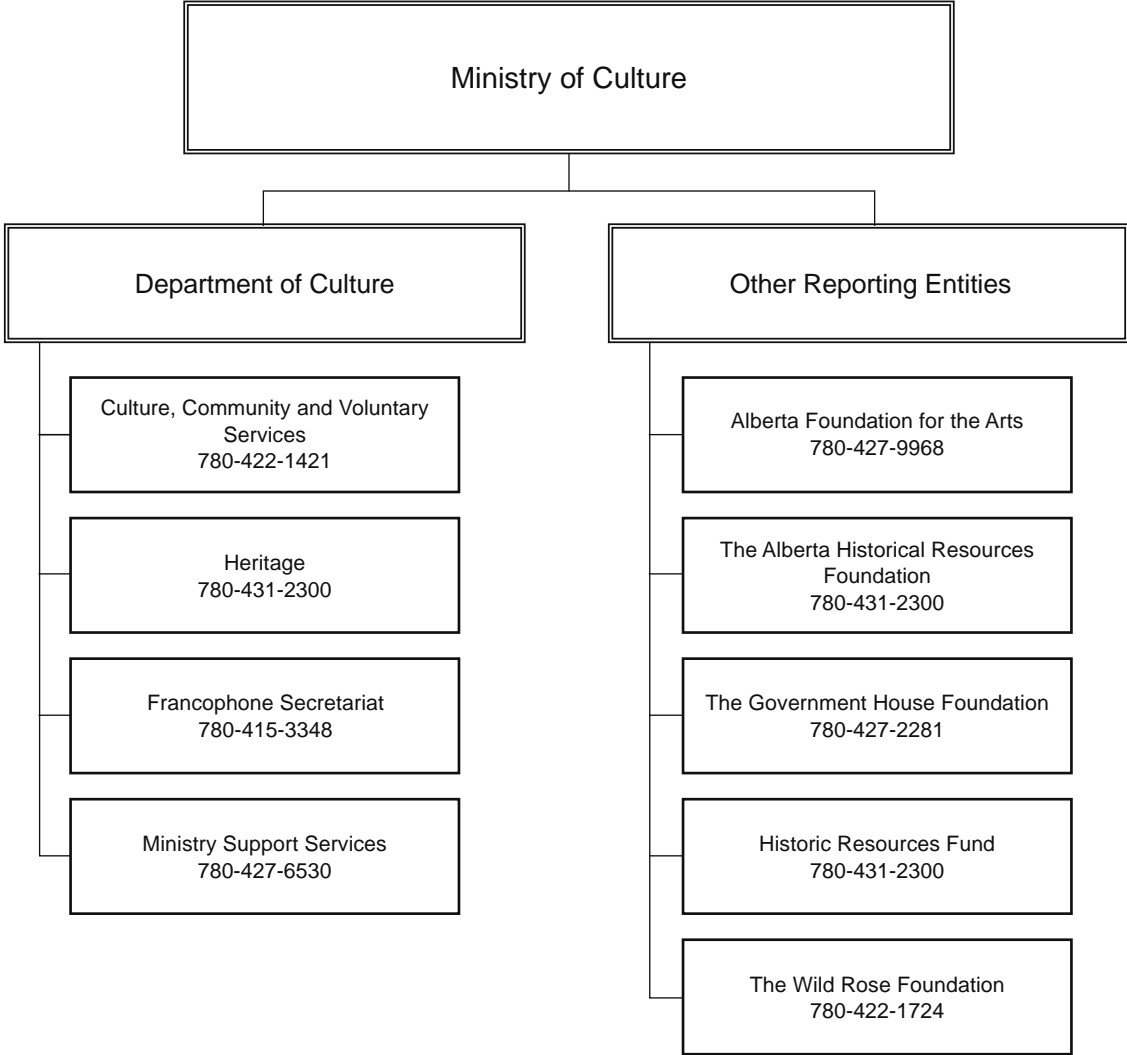 Ministry of Culture
Department of Culture
Culture, Community and Voluntary
Services
780-422-1421
Heritage
780-431-2300
Francophone Secretariat
780-415-3348
Ministry Support Services
780-427-6530
Other Reporting Entities
Alberta Foundation for the Arts
780-427-9968
The Alberta Historical Resources
Foundation
780-431-2300
The Government House Foundation
780-427-2281
Historic Resources Fund
780-431-2300
The Wild Rose Foundation
780-422-1724